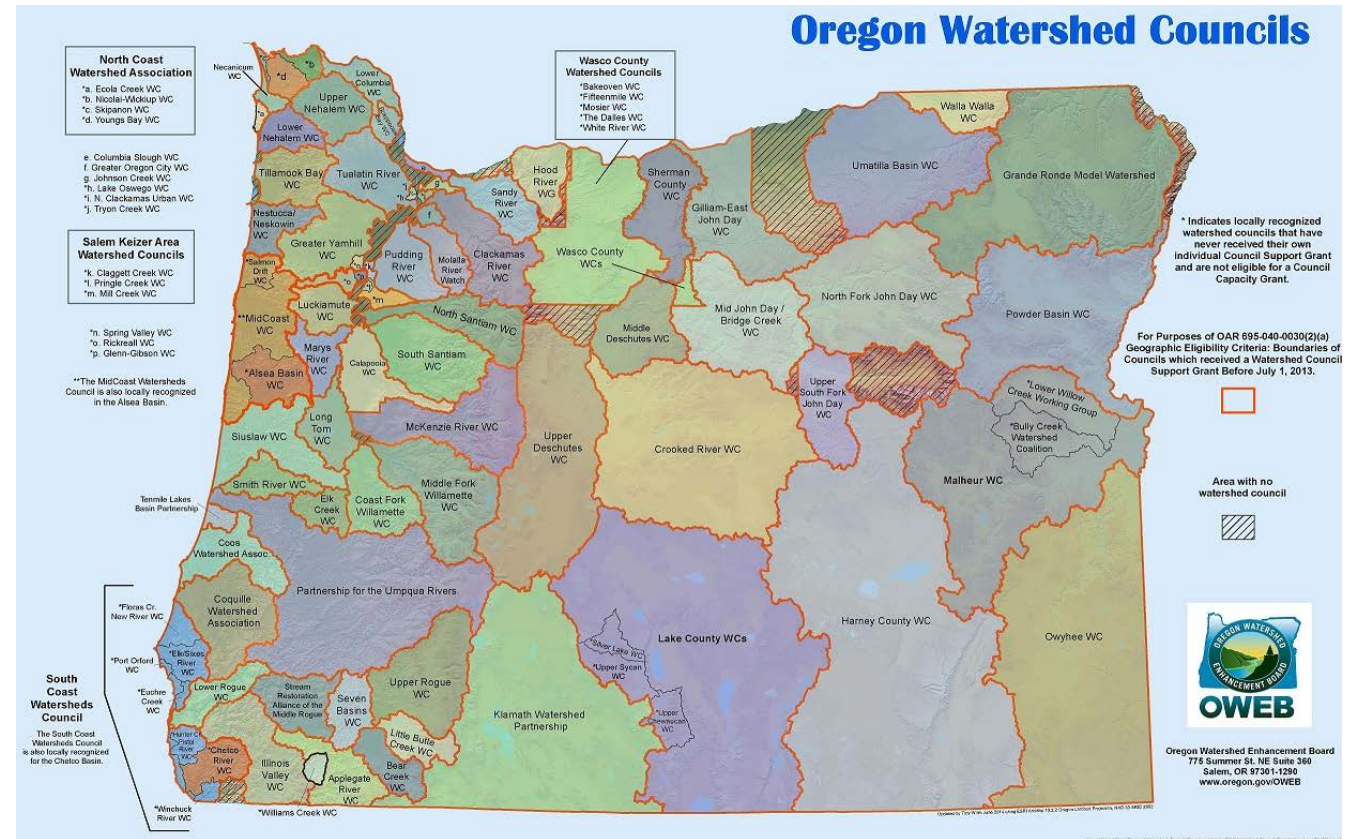 Oregon Watershed Councils
North Coast
Watershed Association
*a. Ecola Creek WC
*b. Nicolai-Wickiup WC
*c. Skipanon WC
*d. Youngs Bay WC
e. Columbia Slough WC
f. Greater Oregon City WC
g. Johnson Creek WC
*h. Lake Oswego WC
*i. N. Clackamas Urban WC
*j. Tryon Creek WC
Salem Keizer Area
Watershed Councils
*k. Claggett Creek WC
*l. Pringle Creek WC
*m. Mill Creek WC
*n. Spring Valley WC
*o. Rickreall WC
*p. Glenn-Gibson WC
**The MidCoast Watersheds
Council is also locally recognized
in the Alsea Basin.
Wasco County
Watershed Councils
*Bakeoven WC
*Fifteenmile WC
*Mosier WC
*The Dalles WC
*White River WC
Necanicum
WC
*d
*b
Lower
Columbia
WC
Upper
Nehalem WC
Lower
Nehalem WC
Tillamook Bay
WC
Tualatin River
WC
Nestucca/
Neskowin
WC
Greater Yamhill
WC
*Salmon
Drift
WC
**MidCoast
WC
Luckiamute
WC
*Alsea Basin
WC
Marys
River
WC
Calapooia
WC
Pudding
River
WC
Molalla
River
Watch
Clackamas
River
WC
Sandy
River
WC
Hood
River
WG
e
g
*h
f
*m
North Santiam WC
South Santiam
WC
McKenzie River WC
Long
Tom
WC
Siuslaw WC
Smith River WC
Elk
Creek
WC
Coast Fork
Willamette
WC
Middle Fork
Willamette
WC
Wasco County
WCs
Sherman
County
WC
Gilliam-East
John Day
WC
Umatilla Basin WC
Walla Walla
WC
Grande Ronde Model Watershed
North Fork John Day WC
Mid John Day /
Bridge Creek
WC
Middle
Deschutes WC
Upper
Deschutes
WC
Crooked River WC
Upper
South Fork
John Day
WC
Powder Basin WC
*Lower Willow
Creek Working Group
*Bully Creek
Watershed
Coalition
Malheur WC
Harney County WC
Owyhee WC
Lake County WCs
*Silver Lake WC
*Upper Sycan
WC
*Upper
Chewaucan
WC
Klamath Watershed
Partnership
Tenmile Lakes
Basin Partnership
Coos
Watershed Assoc.
Partnership for the Umpqua Rivers
Coquille
Watershed
Association
*Floras Cr.
New River WC
*Elk/Sixes
River
WC
*Port Orford
WC
*Euchre
Creek
WC
Lower Rogue
WC
Stream
Restoration
Alliance of the
Middle Rogue
Seven
Basins
WC
Upper Rogue
WC
Little Butte
Creek WC
Bear
Creek
WC
Applegate
River
WC
Illinois
Valley
WC
*Chetco
River
WC
*Winchuck
River WC
*Williams Creek WC
South
Coast
Watersheds
Council
The South Coast
Watersheds Council
is also locally recognized
for the Chetco Basin.
* Indicates locally recognized
watershed councils that have
never received their own
individual Council Support Grant
and are not eligible for a Council
Capacity Grant.
For Purposes of OAR 695-040-0030(2)(a)
Geographic Eligibility Criteria: Boundaries of
Councils which received a Watershed Council
Support Grant Before July 1, 2013.
Area with no
watershed council
OREGON WATERSHED
ENHANCEMENT BOARD
OWEB
Oregon Watershed Enhancement Board
775 Summer St. NE Suite 360
Salem, OR 97301-1290
www.oregon.gov/OWEB